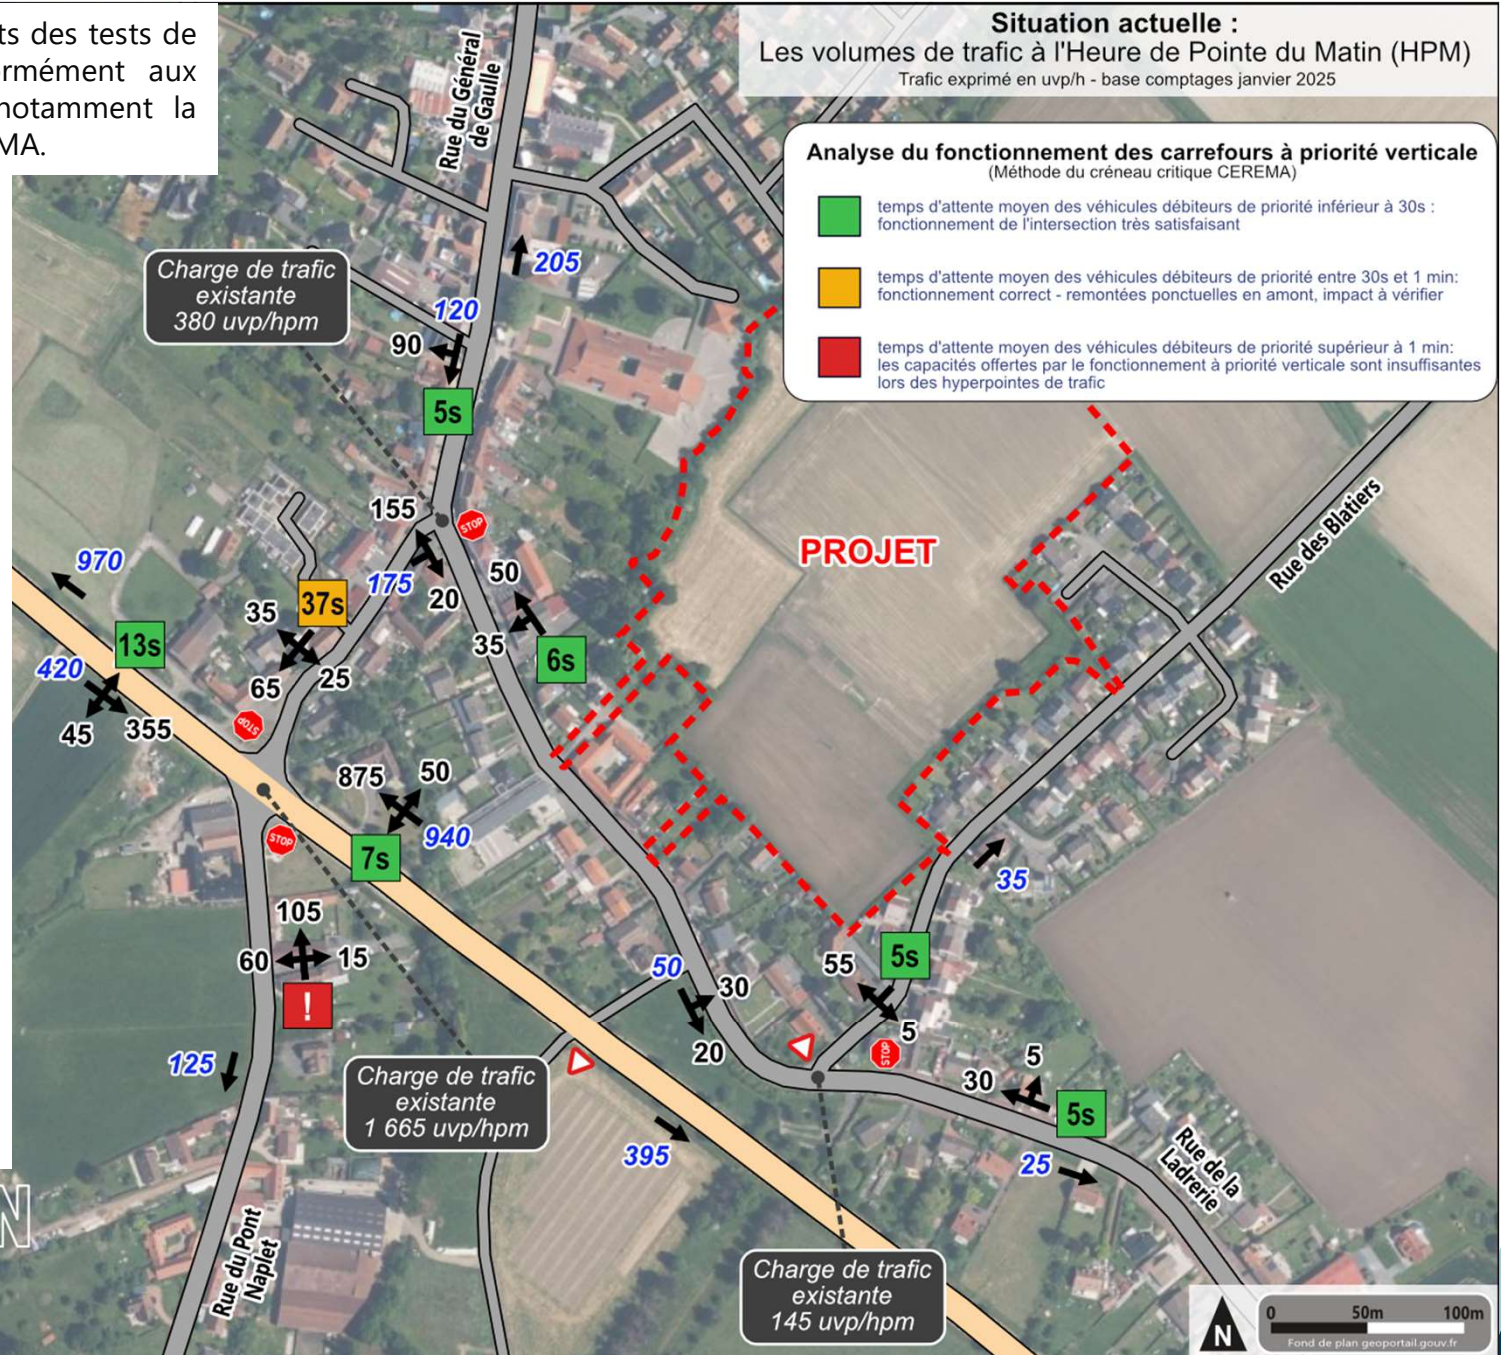 ts des tests de
ormément aux
notamment la
MA.
Situation actuelle :
Les volumes de trafic à l'Heure de Pointe du Matin (HPM)
Trafic exprimé en uvp/h - base comptages janvier 2025
Analyse du fonctionnement des carrefours à priorité verticale
(Méthode du créneau critique CEREMA)
temps d'attente moyen des véhicules débiteurs de priorité inférieur à 30s :
fonctionnement de l'intersection très satisfaisant
temps d'attente moyen des véhicules débiteurs de priorité entre 30s et 1 min:
fonctionnement correct - remontées ponctuelles en amont, impact à vérifier
temps d'attente moyen des véhicules débiteurs de priorité supérieur à 1 min:
les capacités offertes par le fonctionnement à priorité verticale sont insuffisantes
lors des hyperpointes de trafic
Rue du Général
de Gaulle
205
Charge de trafic
existante
380 uvp/hpm
120
90
5s
155
STOP
175
20
50
35
6s
PROJET
Rue des Blatiers
970
37s
35
65
25
13s
420
45
355
STOP
875
50
940
7s
STOP
105
60
15
!
125
Charge de trafic
existante
1 665 uvp/hpm
395
50
30
20
35
5s
55
5
STOP
5
30
5s
25
Rue de la
Ladrerie
Charge de trafic
existante
145 uvp/hpm
Rue du Pont
Naplet
N
N
0 50m 100m
Fond de plan geoportail.gouv.fr